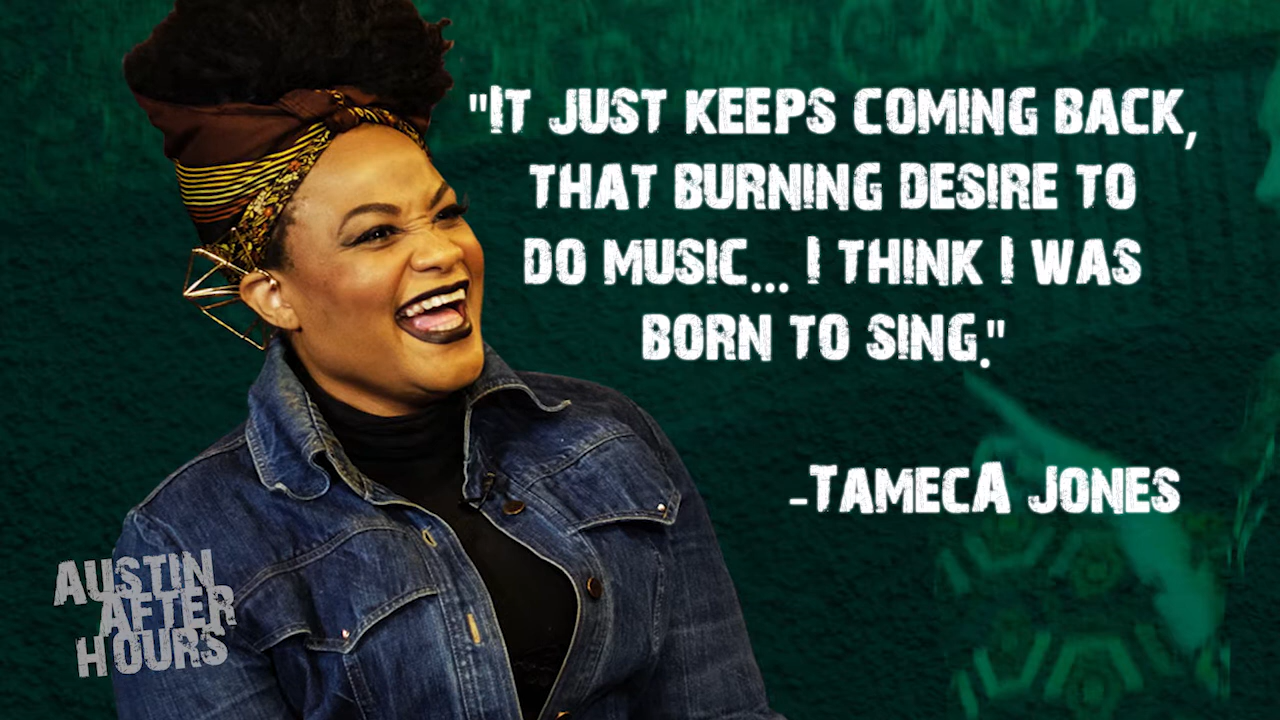 "It just keeps coming back,
that burning desire to
do music... I think I was
born to sing."
-Tameca Jones
AUSTIN
AFTER
HOURS